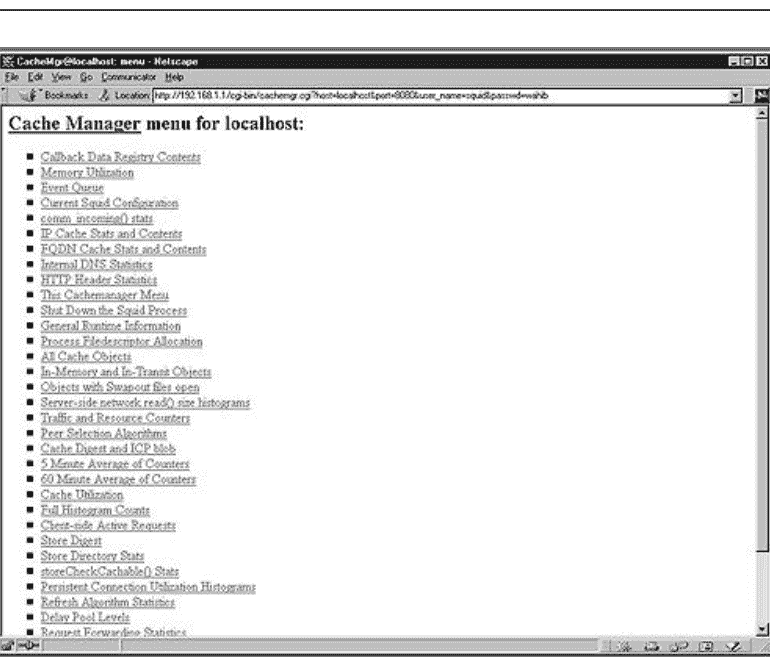 CacheMgr@localhost: menu - Netscape
File Edit View Go Communicator Help
Bookmarks Location http://192.168.1.1/cgi-bin/cachemgr.cgi?host=localhost&port=8080&user_name=squid&passwd=wahib
Cache Manager menu for localhost:
Callback Data Registry Contents
Memory Utilization
Event Queue
Current Squid Configuration
comm_incoming() stats
IP Cache Stats and Contents
FQDN Cache Stats and Contents
Internal DNS Statistics
HTTP Header Statistics
This Cachemanager Menu
Shut Down the Squid Process
General Runtime Information
Process Filedescriptor Allocation
All Cache Objects
In-Memory and In-Transit Objects
Objects with Swapout files open
Server-side network read() size histograms
Traffic and Resource Counters
Peer Selection Algorithms
Cache Digest and ICP blob
5 Minute Average of Counters
60 Minute Average of Counters
Cache Utilization
Full Histogram Counts
Client-side Active Requests
Store Digest
Store Directory Stats
storeCheckCachable() Stats
Persistent Connection Utilization Histograms
Refresh Algorithm Statistics
Delay Pool Levels
Request Forwarding Statistics